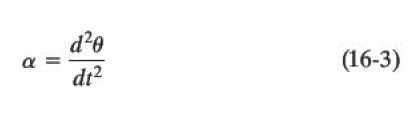 α = d²θ/dt² (16-3)